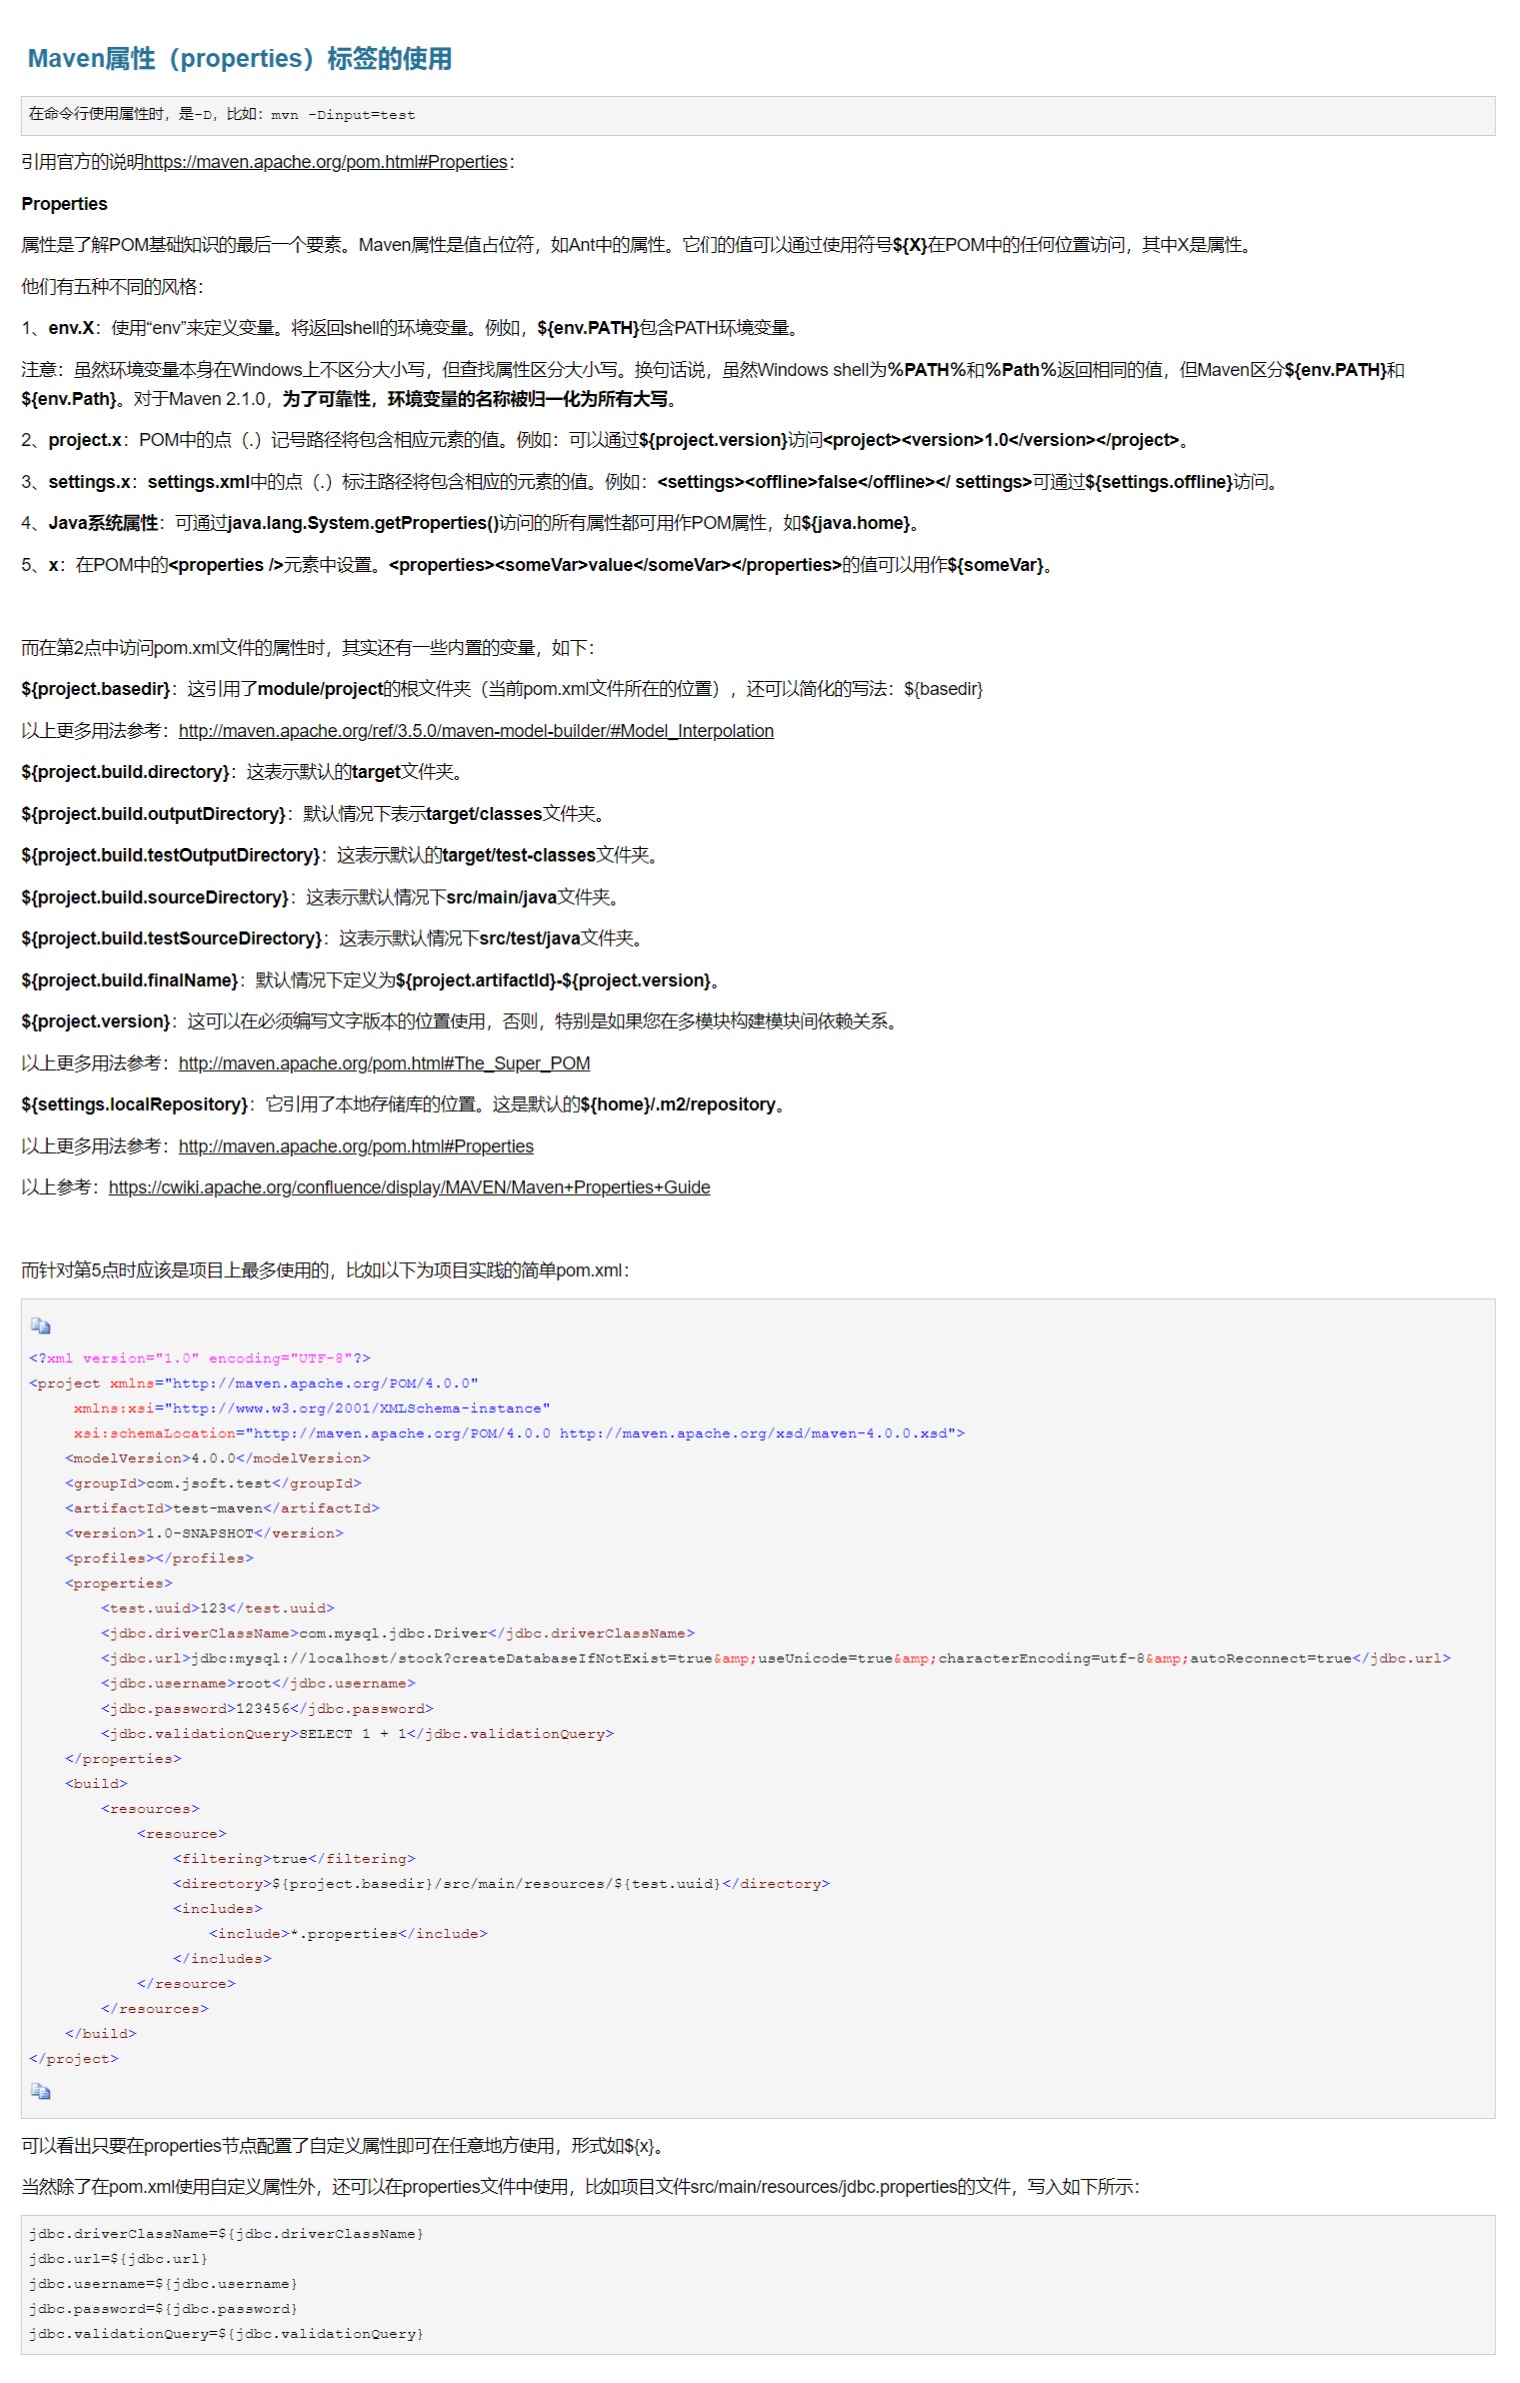 Maven属性（properties）标签的使用
在命令行使用属性时，是-D，比如：mvn -Dinput=test
引用官方的说明https://maven.apache.org/pom.html#Properties：
Properties
属性是了解POM基础知识的最后一个要素。Maven属性是值占位符，如Ant中的属性。它们的值可以通过使用符号${X}在POM中的任何位置访问，其中X是属性。
他们有五种不同的风格：
1、env.X：使用“env”来定义变量。将返回shell的环境变量。例如，${env.PATH}包含PATH环境变量。
注意：虽然环境变量本身在Windows上不区分大小写，但查找属性区分大小写。换句话说，虽然Windows shell为%PATH%和%Path%返回相同的值，但Maven区分${env.PATH}和
${env.Path}。对于Maven 2.1.0，为了可靠性，环境变量的名称被归一化为所有大写。
2、project.x：POM中的点（.）记号路径将包含相应元素的值。例如：可以通过${project.version}访问<project><version>1.0</version></project>。
3、settings.x：settings.xml中的点（.）标注路径将包含相应的元素的值。例如：<settings><offline>false</offline></ settings>可通过${settings.offline}访问。
4、Java系统属性：可通过java.lang.System.getProperties()访问的所有属性都可用作POM属性，如${java.home}。
5、x：在POM中的<properties />元素中设置。<properties><someVar>value</someVar></properties>的值可以用作${someVar}。
而在第2点中访问pom.xml文件的属性时，其实还有一些内置的变量，如下：
${project.basedir}：这引用了module/project的根文件夹（当前pom.xml文件所在的位置），还可以简化的写法：${basedir}
以上更多用法参考：http://maven.apache.org/ref/3.5.0/maven-model-builder/#Model_Interpolation
${project.build.directory}：这表示默认的target文件夹。
${project.build.outputDirectory}：默认情况下表示target/classes文件夹。
${project.build.testOutputDirectory}：这表示默认的target/test-classes文件夹。
${project.build.sourceDirectory}：这表示默认情况下src/main/java文件夹。
${project.build.testSourceDirectory}：这表示默认情况下src/test/java文件夹。
${project.build.finalName}：默认情况下定义为${project.artifactId}-${project.version}。
${project.version}：这可以在必须编写文字版本的位置使用，否则，特别是如果您在多模块构建模块间依赖关系。
以上更多用法参考：http://maven.apache.org/pom.html#The_Super_POM
${settings.localRepository}：它引用了本地存储库的位置。这是默认的${home}/.m2/repository。
以上更多用法参考：http://maven.apache.org/pom.html#Properties
以上参考：https://cwiki.apache.org/confluence/display/MAVEN/Maven+Properties+Guide
而针对第5点时应该是项目上最多使用的，比如以下为项目实践的简单pom.xml：
<?xml version="1.0" encoding="UTF-8"?>
<project xmlns="http://maven.apache.org/POM/4.0.0"
     xmlns:xsi="http://www.w3.org/2001/XMLSchema-instance"
     xsi:schemaLocation="http://maven.apache.org/POM/4.0.0 http://maven.apache.org/xsd/maven-4.0.0.xsd">
    <modelVersion>4.0.0</modelVersion>
    <groupId>com.jsoft.test</groupId>
    <artifactId>test-maven</artifactId>
    <version>1.0-SNAPSHOT</version>
    <profiles></profiles>
    <properties>
        <test.uuid>123</test.uuid>
        <jdbc.driverClassName>com.mysql.jdbc.Driver</jdbc.driverClassName>
        <jdbc.url>jdbc:mysql://localhost/stock?createDatabaseIfNotExist=true&amp;useUnicode=true&amp;characterEncoding=utf-8&amp;autoReconnect=true</jdbc.url>
        <jdbc.username>root</jdbc.username>
        <jdbc.password>123456</jdbc.password>
        <jdbc.validationQuery>SELECT 1 + 1</jdbc.validationQuery>
    </properties>
    <build>
        <resources>
            <resource>
                <filtering>true</filtering>
                <directory>${project.basedir}/src/main/resources/${test.uuid}</directory>
                <includes>
                    <include>*.properties</include>
                </includes>
            </resource>
        </resources>
    </build>
</project>
可以看出只要在properties节点配置了自定义属性即可在任意地方使用，形式如${x}。
当然除了在pom.xml使用自定义属性外，还可以在properties文件中使用，比如项目文件src/main/resources/jdbc.properties的文件，写入如下所示：
jdbc.driverClassName=${jdbc.driverClassName}
jdbc.url=${jdbc.url}
jdbc.username=${jdbc.username}
jdbc.password=${jdbc.password}
jdbc.validationQuery=${jdbc.validationQuery}